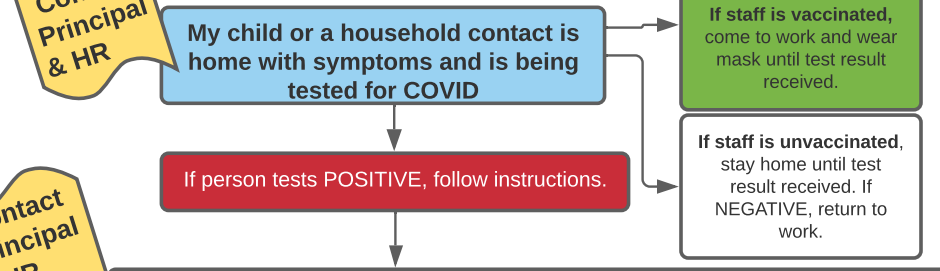 Principal
& HR
My child or a household contact is
home with symptoms and is being
tested for COVID
If staff is vaccinated,
come to work and wear
mask until test result
received.
If person tests POSITIVE, follow instructions.
If staff is unvaccinated,
stay home until test
result received. If
NEGATIVE, return to
work.